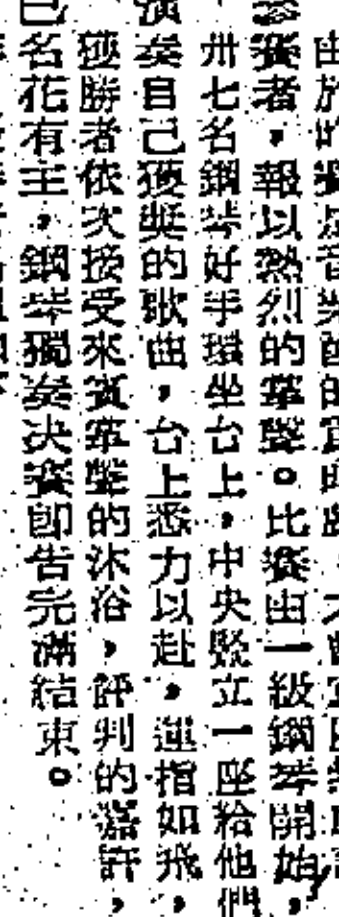 參賽者，報以熱烈的掌聲。比賽由一級鋼琴開始，
卅七名鋼琴好手環坐台上，中央豎立一座給他們
演奏自己獲獎的歌曲，台上悉力以赴，運指如飛，
獲勝者依次接受來賓掌聲的沐浴，評判的嘉許，
已名花有主，鋼琴獨奏決賽即告完滿結束。